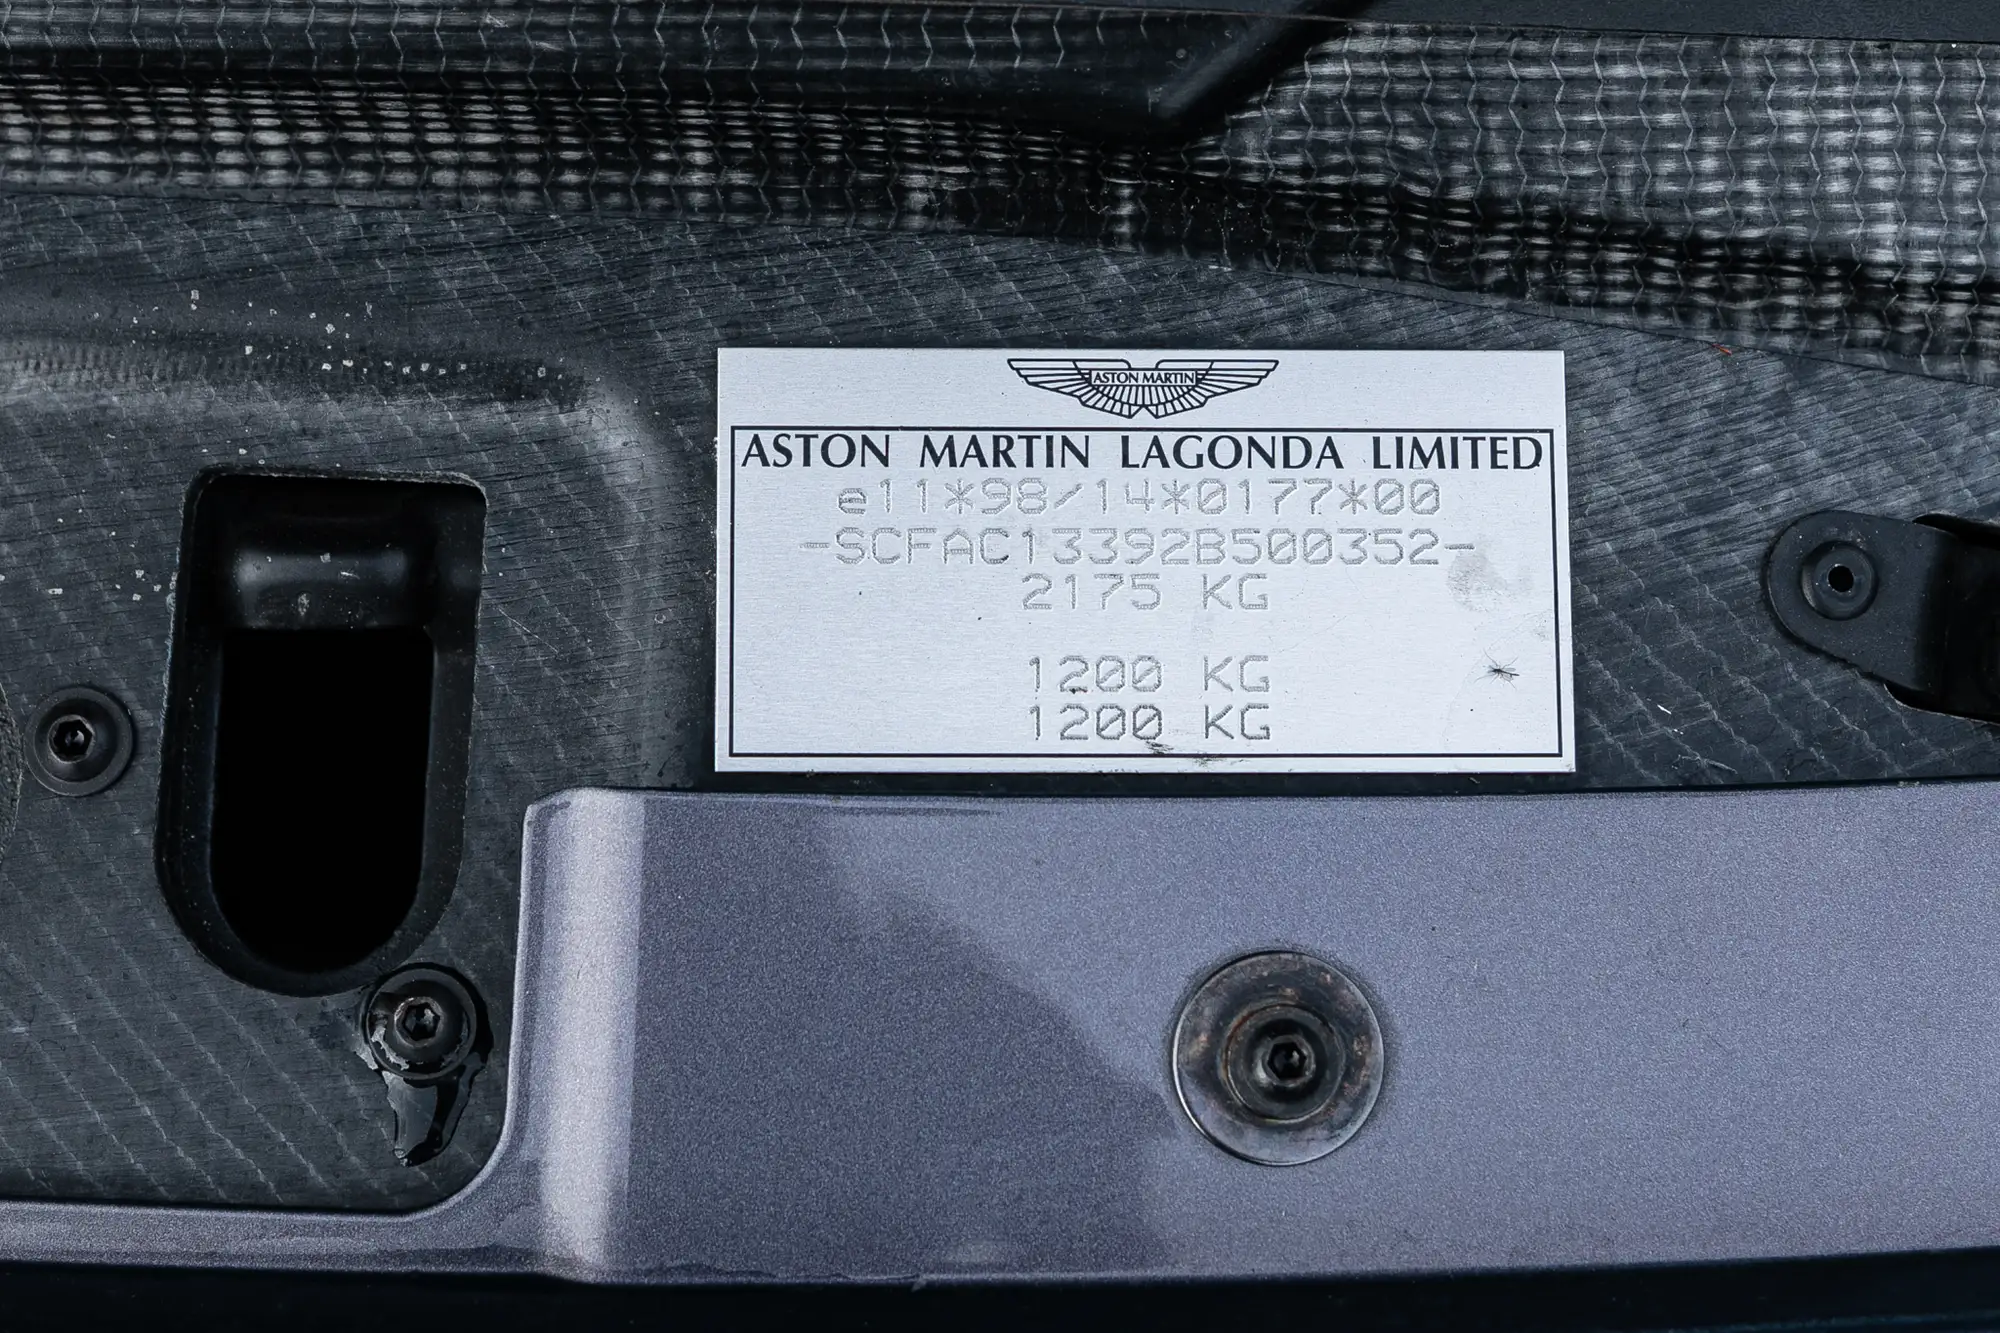 ASTON MARTIN
ASTON MARTIN LAGONDA LIMITED
e11*98/14*0177*00
-SCFAC13392B500352-
2175 KG
1200 KG
1200 KG